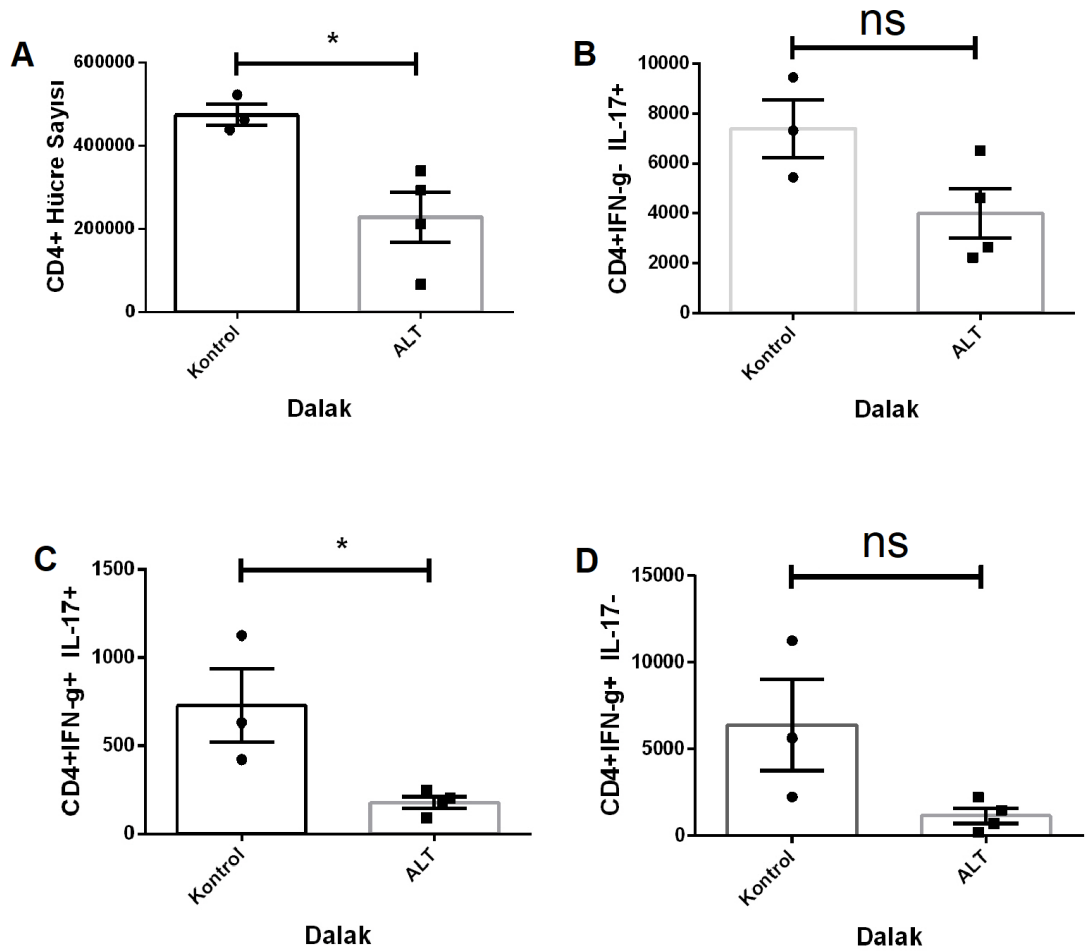 A
CD4+ Hücre Sayısı
600000
400000
200000
0
*
Kontrol
ALT
Dalak
B
CD4+IFN-g- IL-17+
10000
8000
6000
4000
2000
0
ns
Kontrol
ALT
Dalak
C
CD4+IFN-g+ IL-17+
1500
1000
500
0
*
Kontrol
ALT
Dalak
D
CD4+IFN-g+ IL-17-
15000
10000
5000
0
ns
Kontrol
ALT
Dalak